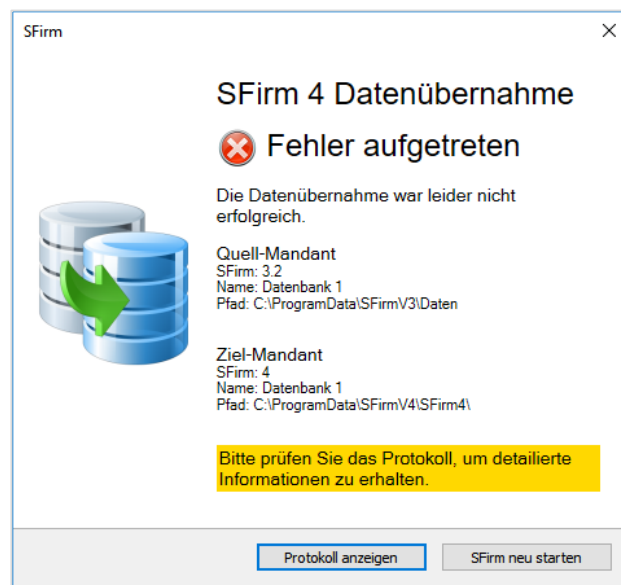 SFirm
SFirm 4 Datenübernahme
Fehler aufgetreten
Die Datenübernahme war leider nicht
erfolgreich.
Quell-Mandant
SFirm: 3.2
Name: Datenbank 1
Pfad: C:\ProgramData\SFirmV3\Daten
Ziel-Mandant
SFirm: 4
Name: Datenbank 1
Pfad: C:\ProgramData\SFirmV4\SFirm4\
Bitte prüfen Sie das Protokoll, um detailierte
Informationen zu erhalten.
Protokoll anzeigen
SFirm neu starten